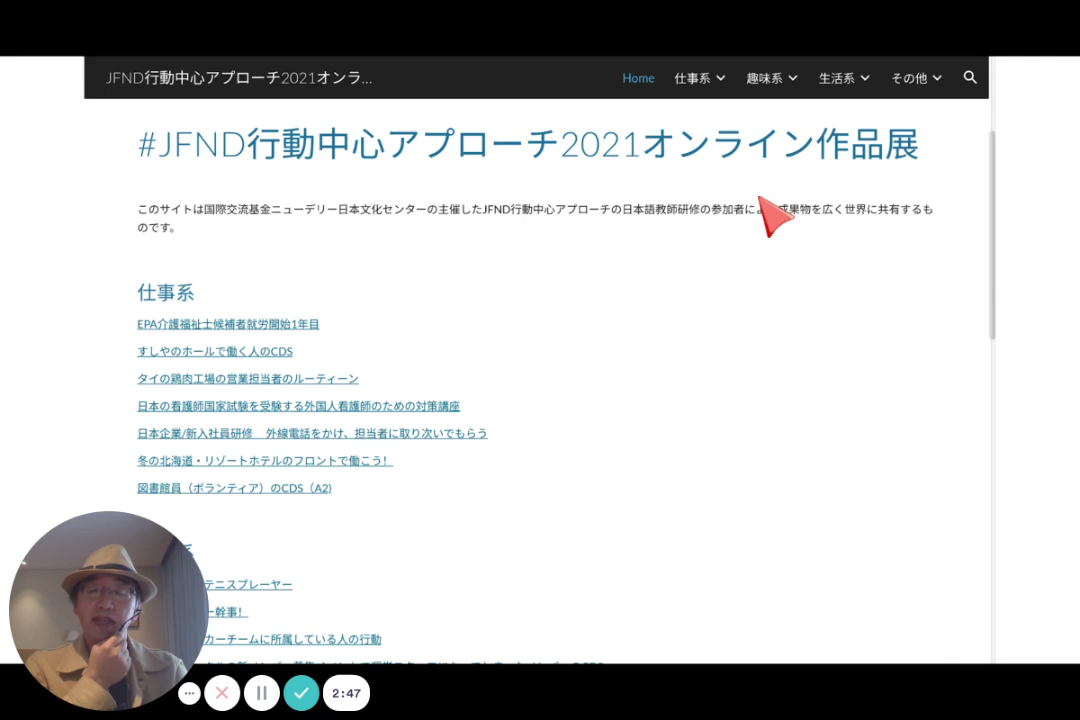 JFND行動中心アプローチ2021オンラ...
Home 仕事系 趣味系 生活系 その他
#JFND行動中心アプローチ2021オンライン作品展
このサイトは国際交流基金ニューデリー日本文化センターの主催したJFND行動中心アプローチの日本語教師研修の参加者によ 成果物を広く世界に共有するも
のです。
仕事系
EPA介護福祉士候補者就労開始1年目
すしやのホールで働く人のCDS
タイの鶏肉工場の営業担当者のルーティーン
日本の看護師国家試験を受験する外国人看護師のための対策講座
日本企業/新入社員研修 外線電話をかけ、担当者に取り次いでもらう
冬の北海道・リゾートホテルのフロントで働こう!
図書館員（ボランティア）のCDS（A2)
系
テニスプレーヤー
ー幹事!
カーチームに所属している人の行動
2:47